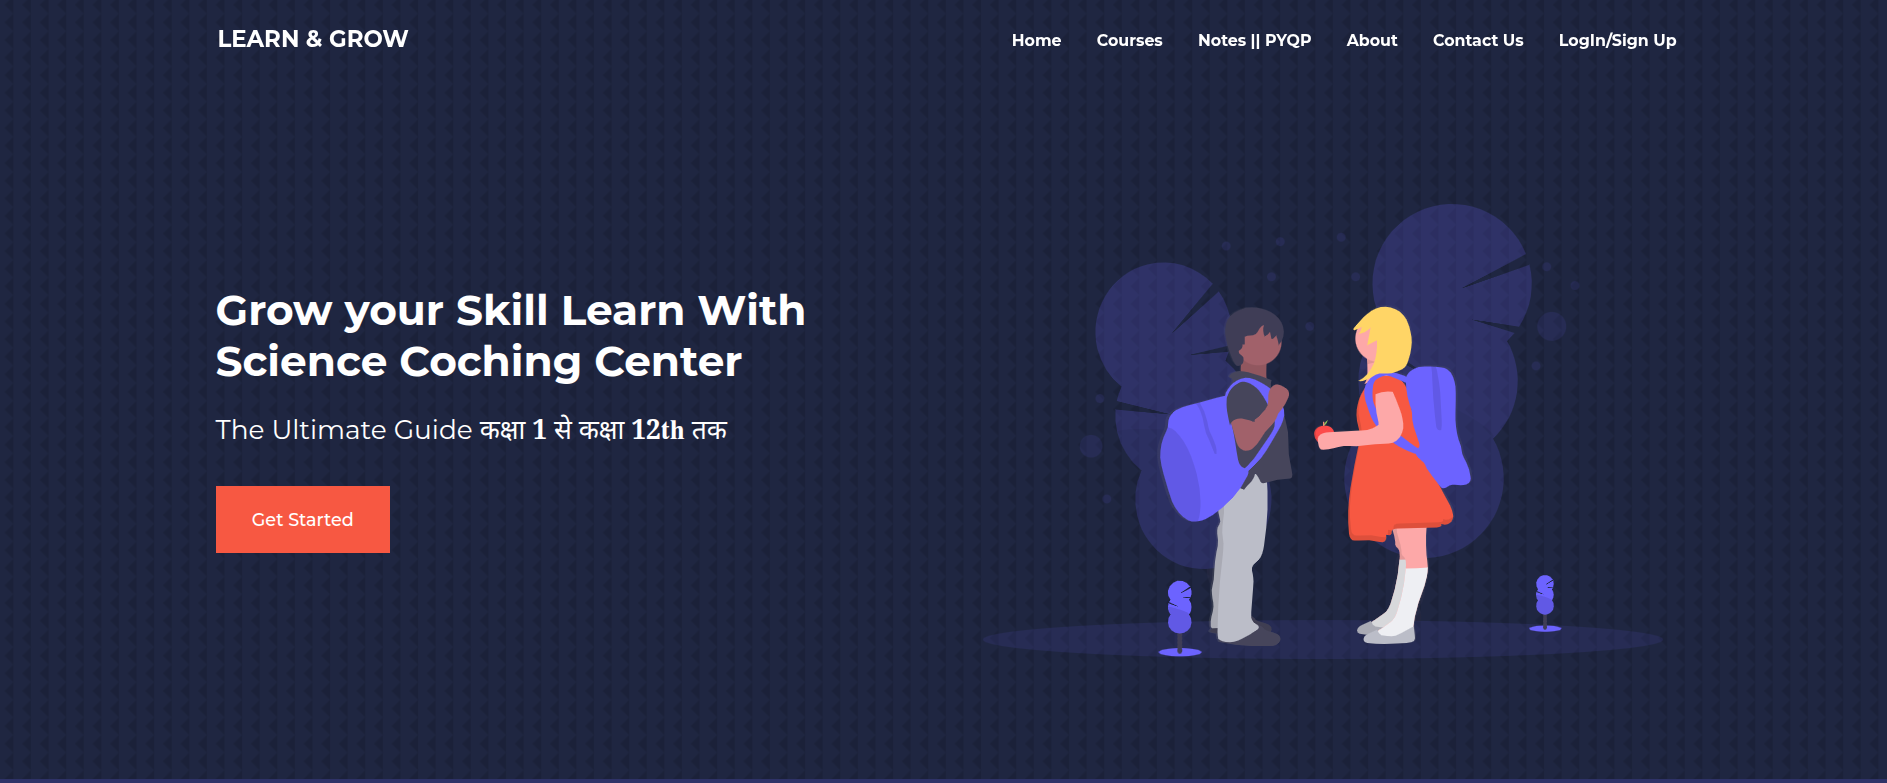 LEARN & GROW
Home Courses Notes || PYQP About Contact Us LogIn/Sign Up
Grow your Skill Learn With
Science Coching Center
The Ultimate Guide कक्षा 1 से कक्षा 12th तक
Get Started